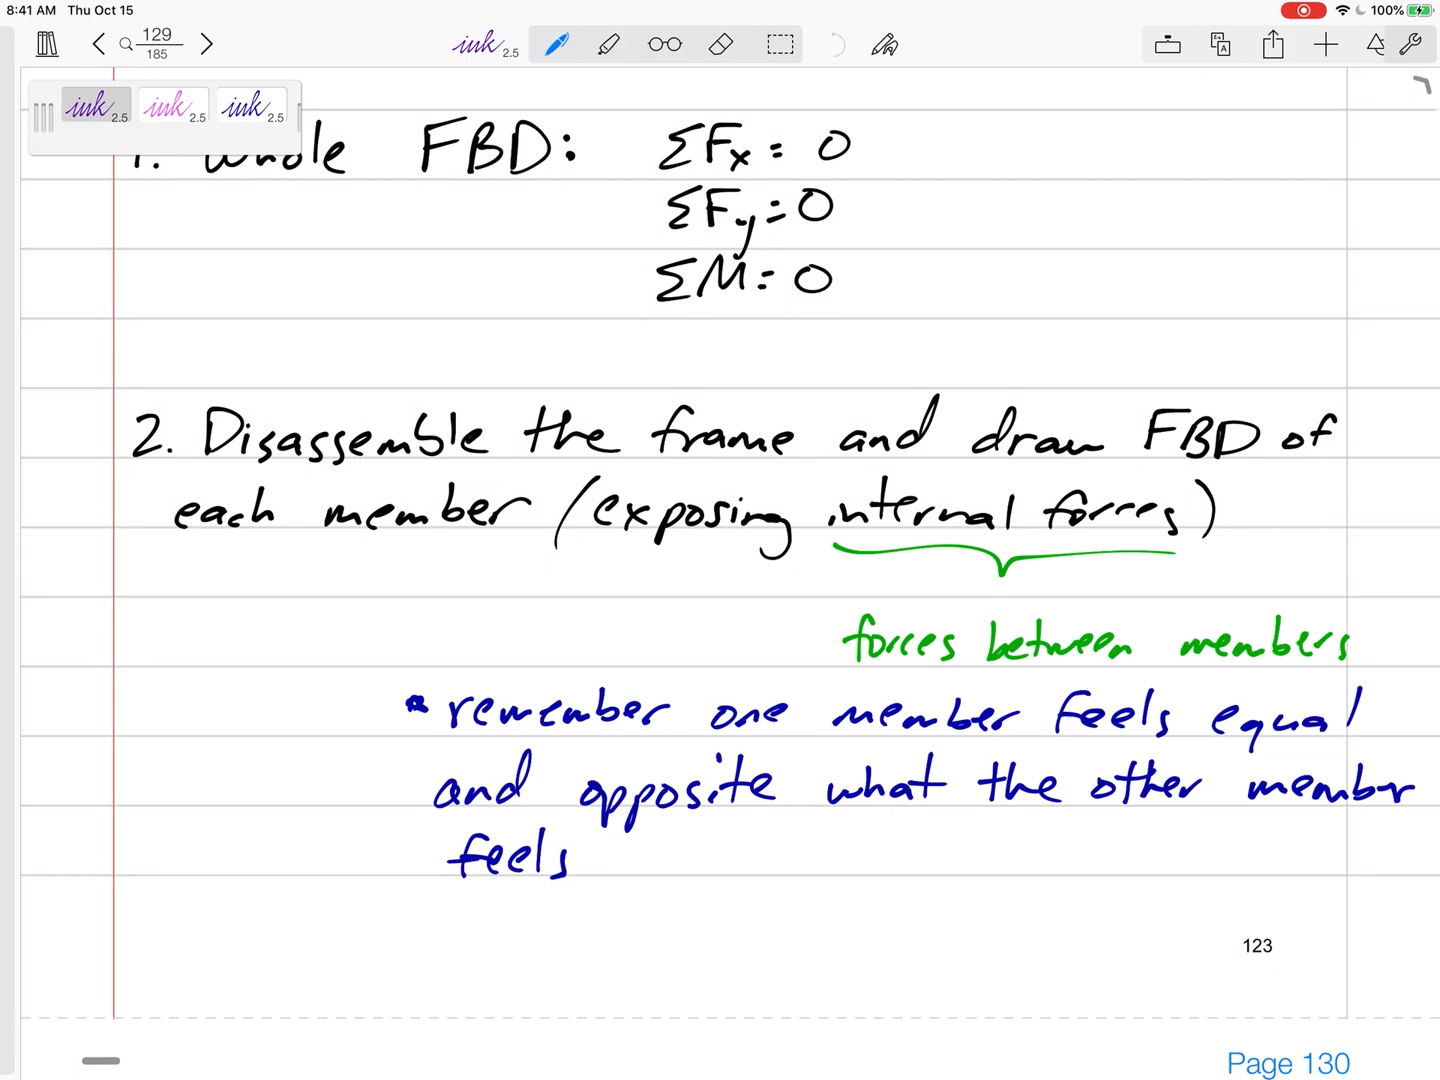 8:41 AM Thu Oct 15
100%
129
185
ink 2.5
ink 2.5 ink 2.5 ink 2.5
1. Whole FBD: ΣFx = 0
ΣFy = 0
ΣM = 0
2. Disassemble the frame and draw FBD of
each member (exposing internal forces)
forces between members
• remember one member feels equal
and opposite what the other member
feels
123
Page 130